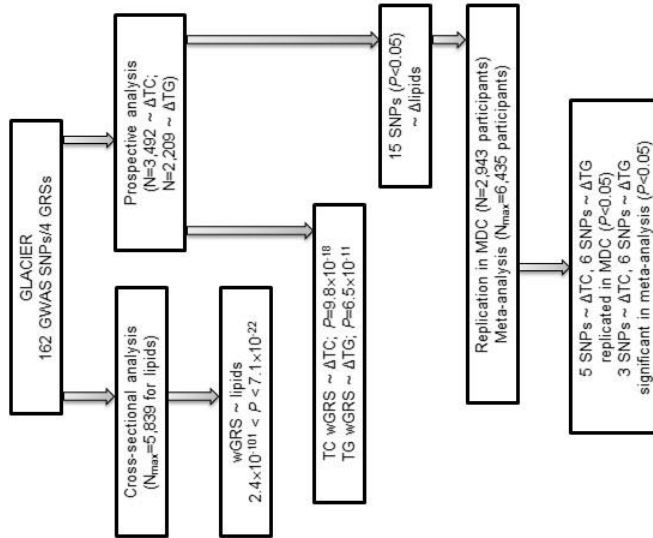 GLACIER
162 GWAS SNPs/4 GRSs
Cross-sectional analysis
(Nmax=5,839 for lipids)
Prospective analysis
(N=3,492 ~ ΔTC;
N=2,209 ~ ΔTG)
wGRS ~ lipids
2.4×10-101 < P < 7.1×10-22
TC wGRS ~ ΔTC; P=9.8×10-18
TG wGRS ~ ΔTG; P=6.5×10-11
15 SNPs (P<0.05)
~ Δlipids
Replication in MDC (N=2,943 participants)
Meta-analysis (Nmax=6,435 participants)
5 SNPs ~ ΔTC, 6 SNPs ~ ΔTG
replicated in MDC (P<0.05)
3 SNPs ~ ΔTC, 6 SNPs ~ ΔTG
significant in meta-analysis (P<0.05)